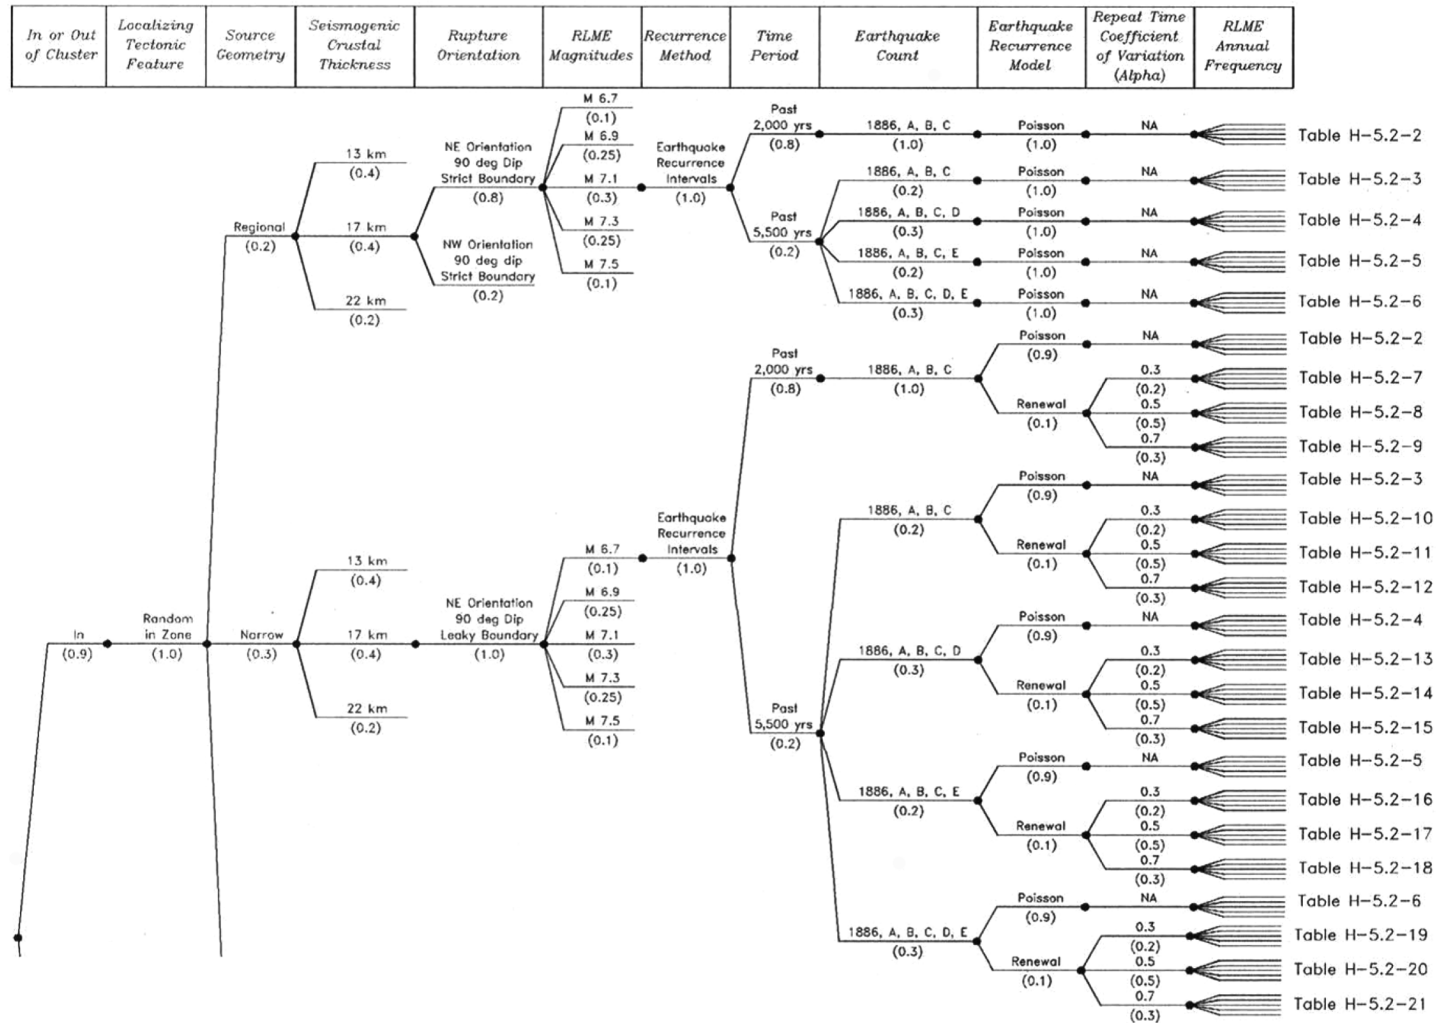 In or Out
of Cluster
Localizing
Tectonic
Feature
Source
Geometry
Seismogenic
Crustal
Thickness
Rupture
Orientation
RLME
Magnitudes
Recurrence
Method
Time
Period
Earthquake
Count
Earthquake
Recurrence
Model
Repeat Time
Coefficient
of Variation
(Alpha)
RLME
Annual
Frequency
In
(0.9)
Random
in Zone
(1.0)
Regional
(0.2)
13 km
(0.4)
17 km
(0.4)
22 km
(0.2)
NE Orientation
90 deg Dip
Strict Boundary
(0.8)
NW Orientation
90 deg dip
Strict Boundary
(0.2)
M 6.7
(0.1)
M 6.9
(0.25)
M 7.1
(0.3)
M 7.3
(0.25)
M 7.5
(0.1)
Earthquake
Recurrence
Intervals
(1.0)
Past
2,000 yrs
(0.8)
1886, A, B, C
(1.0)
Poisson
(1.0)
NA
Table H-5.2-2
Past
5,500 yrs
(0.2)
1886, A, B, C
(0.2)
Poisson
(1.0)
NA
Table H-5.2-3
1886, A, B, C, D
(0.3)
Poisson
(1.0)
NA
Table H-5.2-4
1886, A, B, C, E
(0.2)
Poisson
(1.0)
NA
Table H-5.2-5
1886, A, B, C, D, E
(0.3)
Poisson
(1.0)
NA
Table H-5.2-6
Narrow
(0.3)
13 km
(0.4)
17 km
(0.4)
22 km
(0.2)
NE Orientation
90 deg Dip
Leaky Boundary
(1.0)
M 6.7
(0.1)
M 6.9
(0.25)
M 7.1
(0.3)
M 7.3
(0.25)
M 7.5
(0.1)
Earthquake
Recurrence
Intervals
(1.0)
Past
2,000 yrs
(0.8)
1886, A, B, C
(1.0)
Poisson
(0.9)
NA
Table H-5.2-2
Renewal
(0.1)
0.3
(0.2)
Table H-5.2-7
0.5
(0.5)
Table H-5.2-8
0.7
(0.3)
Table H-5.2-9
Past
5,500 yrs
(0.2)
1886, A, B, C
(0.2)
Poisson
(0.9)
NA
Table H-5.2-3
Renewal
(0.1)
0.3
(0.2)
Table H-5.2-10
0.5
(0.5)
Table H-5.2-11
0.7
(0.3)
Table H-5.2-12
1886, A, B, C, D
(0.3)
Poisson
(0.9)
NA
Table H-5.2-4
Renewal
(0.1)
0.3
(0.2)
Table H-5.2-13
0.5
(0.5)
Table H-5.2-14
0.7
(0.3)
Table H-5.2-15
1886, A, B, C, E
(0.2)
Poisson
(0.9)
NA
Table H-5.2-5
Renewal
(0.1)
0.3
(0.2)
Table H-5.2-16
0.5
(0.5)
Table H-5.2-17
0.7
(0.3)
Table H-5.2-18
1886, A, B, C, D, E
(0.3)
Poisson
(0.9)
NA
Table H-5.2-6
Renewal
(0.1)
0.3
(0.2)
Table H-5.2-19
0.5
(0.5)
Table H-5.2-20
0.7
(0.3)
Table H-5.2-21